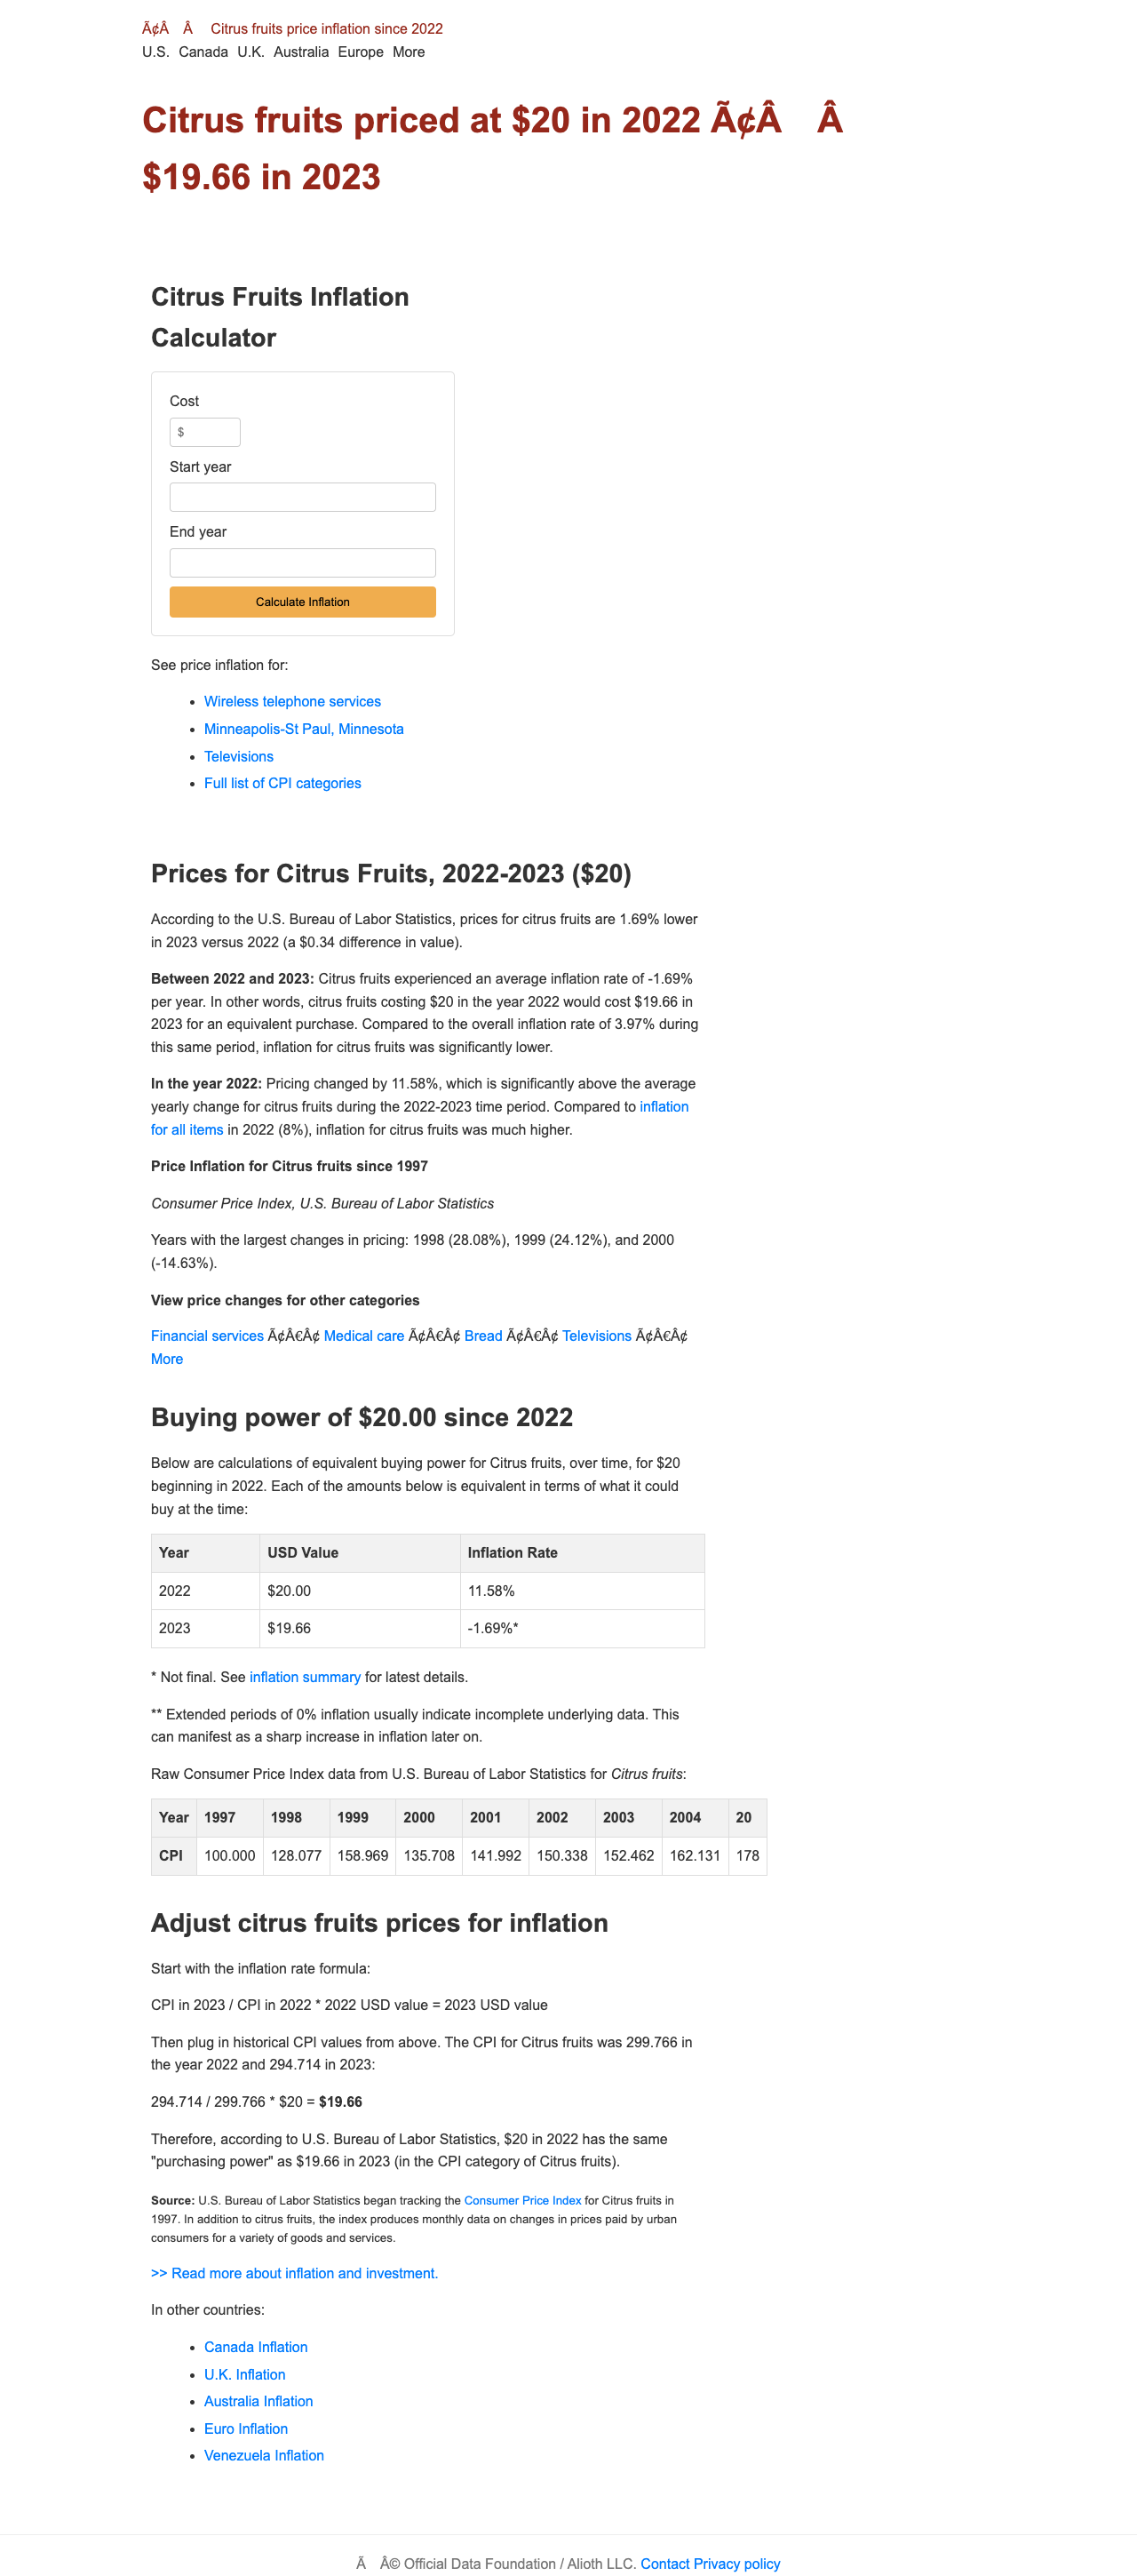 Ã¢Â Â Citrus fruits price inflation since 2022
U.S. Canada U.K. Australia Europe More
Citrus fruits priced at $20 in 2022 Ã¢Â Â
$19.66 in 2023
Citrus Fruits Inflation
Calculator
Cost
$
Start year
End year
Calculate Inflation
See price inflation for:
• Wireless telephone services
• Minneapolis-St Paul, Minnesota
• Televisions
• Full list of CPI categories
Prices for Citrus Fruits, 2022-2023 ($20)
According to the U.S. Bureau of Labor Statistics, prices for citrus fruits are 1.69% lower
in 2023 versus 2022 (a $0.34 difference in value).
Between 2022 and 2023: Citrus fruits experienced an average inflation rate of -1.69%
per year. In other words, citrus fruits costing $20 in the year 2022 would cost $19.66 in
2023 for an equivalent purchase. Compared to the overall inflation rate of 3.97% during
this same period, inflation for citrus fruits was significantly lower.
In the year 2022: Pricing changed by 11.58%, which is significantly above the average
yearly change for citrus fruits during the 2022-2023 time period. Compared to inflation
for all items in 2022 (8%), inflation for citrus fruits was much higher.
Price Inflation for Citrus fruits since 1997
Consumer Price Index, U.S. Bureau of Labor Statistics
Years with the largest changes in pricing: 1998 (28.08%), 1999 (24.12%), and 2000
(-14.63%).
View price changes for other categories
Financial services Ã¢Â€Â¢ Medical care Ã¢Â€Â¢ Bread Ã¢Â€Â¢ Televisions Ã¢Â€Â¢
More
Buying power of $20.00 since 2022
Below are calculations of equivalent buying power for Citrus fruits, over time, for $20
beginning in 2022. Each of the amounts below is equivalent in terms of what it could
buy at the time:
Year USD Value Inflation Rate
2022 $20.00 11.58%
2023 $19.66 -1.69%*
* Not final. See inflation summary for latest details.
** Extended periods of 0% inflation usually indicate incomplete underlying data. This
can manifest as a sharp increase in inflation later on.
Raw Consumer Price Index data from U.S. Bureau of Labor Statistics for Citrus fruits:
Year 1997 1998 1999 2000 2001 2002 2003 2004 20
CPI 100.000 128.077 158.969 135.708 141.992 150.338 152.462 162.131 178
Adjust citrus fruits prices for inflation
Start with the inflation rate formula:
CPI in 2023 / CPI in 2022 * 2022 USD value = 2023 USD value
Then plug in historical CPI values from above. The CPI for Citrus fruits was 299.766 in
the year 2022 and 294.714 in 2023:
294.714 / 299.766 * $20 = $19.66
Therefore, according to U.S. Bureau of Labor Statistics, $20 in 2022 has the same
"purchasing power" as $19.66 in 2023 (in the CPI category of Citrus fruits).
Source: U.S. Bureau of Labor Statistics began tracking the Consumer Price Index for Citrus fruits in
1997. In addition to citrus fruits, the index produces monthly data on changes in prices paid by urban
consumers for a variety of goods and services.
>> Read more about inflation and investment.
In other countries:
• Canada Inflation
• U.K. Inflation
• Australia Inflation
• Euro Inflation
• Venezuela Inflation
Ã Â© Official Data Foundation / Alioth LLC. Contact Privacy policy